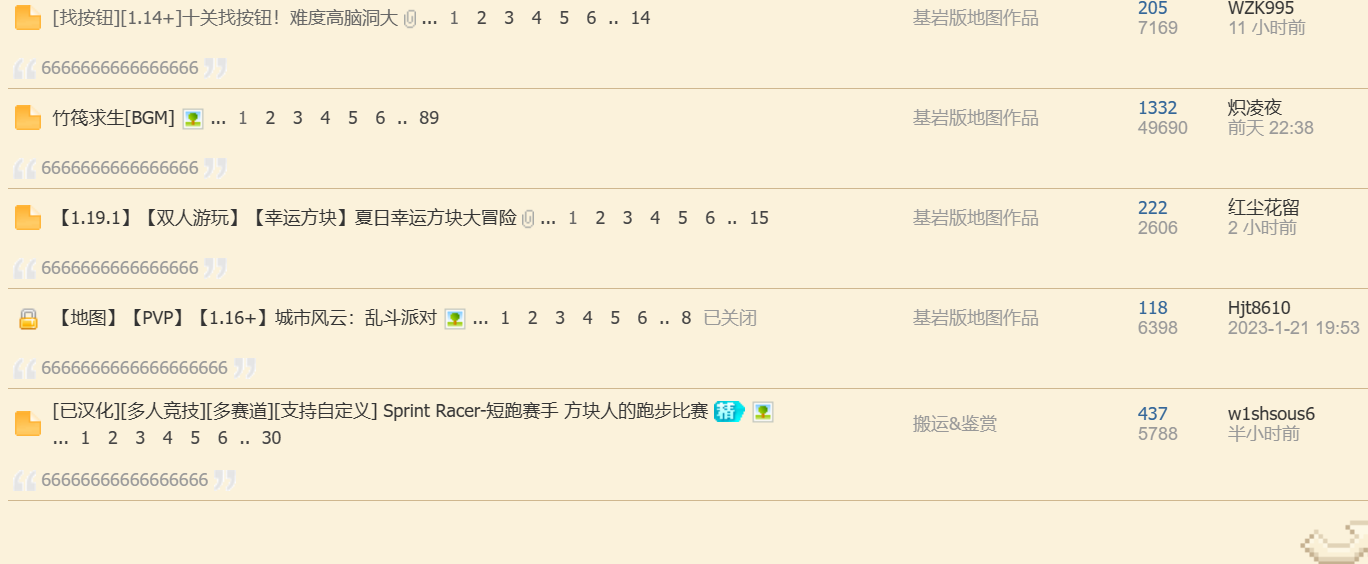 [找按钮][1.14+]十关找按钮！难度高脑洞大 ... 1 2 3 4 5 6 .. 14 基岩版地图作品 205 WZK995
7169 11 小时前
6666666666666666
竹筏求生[BGM] ... 1 2 3 4 5 6 .. 89 基岩版地图作品 1332 炽凌夜
49690 前天 22:38
6666666666666666
【1.19.1】【双人游玩】【幸运方块】夏日幸运方块大冒险 ... 1 2 3 4 5 6 .. 15 基岩版地图作品 222 红尘花留
2606 2 小时前
6666666666666666
【地图】【PVP】【1.16+】城市风云：乱斗派对 ... 1 2 3 4 5 6 .. 8 已关闭 基岩版地图作品 118 Hjt8610
6398 2023-1-21 19:53
6666666666666666666
[已汉化][多人竞技][多赛道][支持自定义] Sprint Racer-短跑赛手 方块人的跑步比赛 搬运&鉴赏 437 w1shsous6
... 1 2 3 4 5 6 .. 30 5788 半小时前
66666666666666666